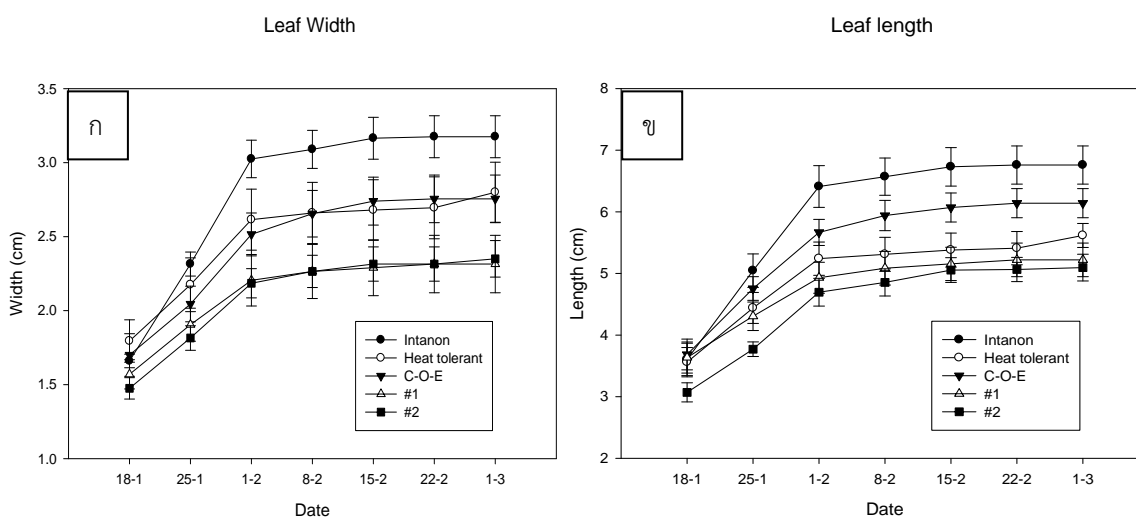 Leaf Width
ก
Width (cm)
3.5
3.0
2.5
2.0
1.5
1.0
18-1
25-1
1-2
8-2
15-2
22-2
1-3
Date
Intanon
Heat tolerant
C-O-E
#1
#2
Leaf length
ข
Length (cm)
8
7
6
5
4
3
2
18-1
25-1
1-2
8-2
15-2
22-2
1-3
Date
Intanon
Heat tolerant
C-O-E
#1
#2